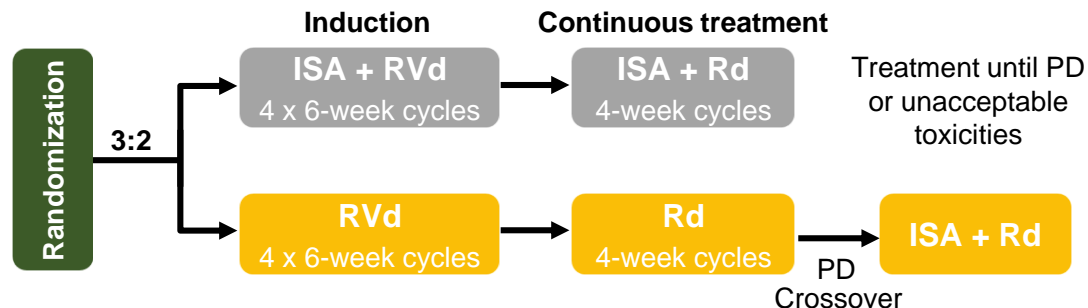 Induction
Continuous treatment
Randomization
3:2
ISA + RVd
4 x 6-week cycles
ISA + Rd
4-week cycles
Treatment until PD
or unacceptable
toxicities
RVd
4 x 6-week cycles
Rd
4-week cycles
PD
Crossover
ISA + Rd